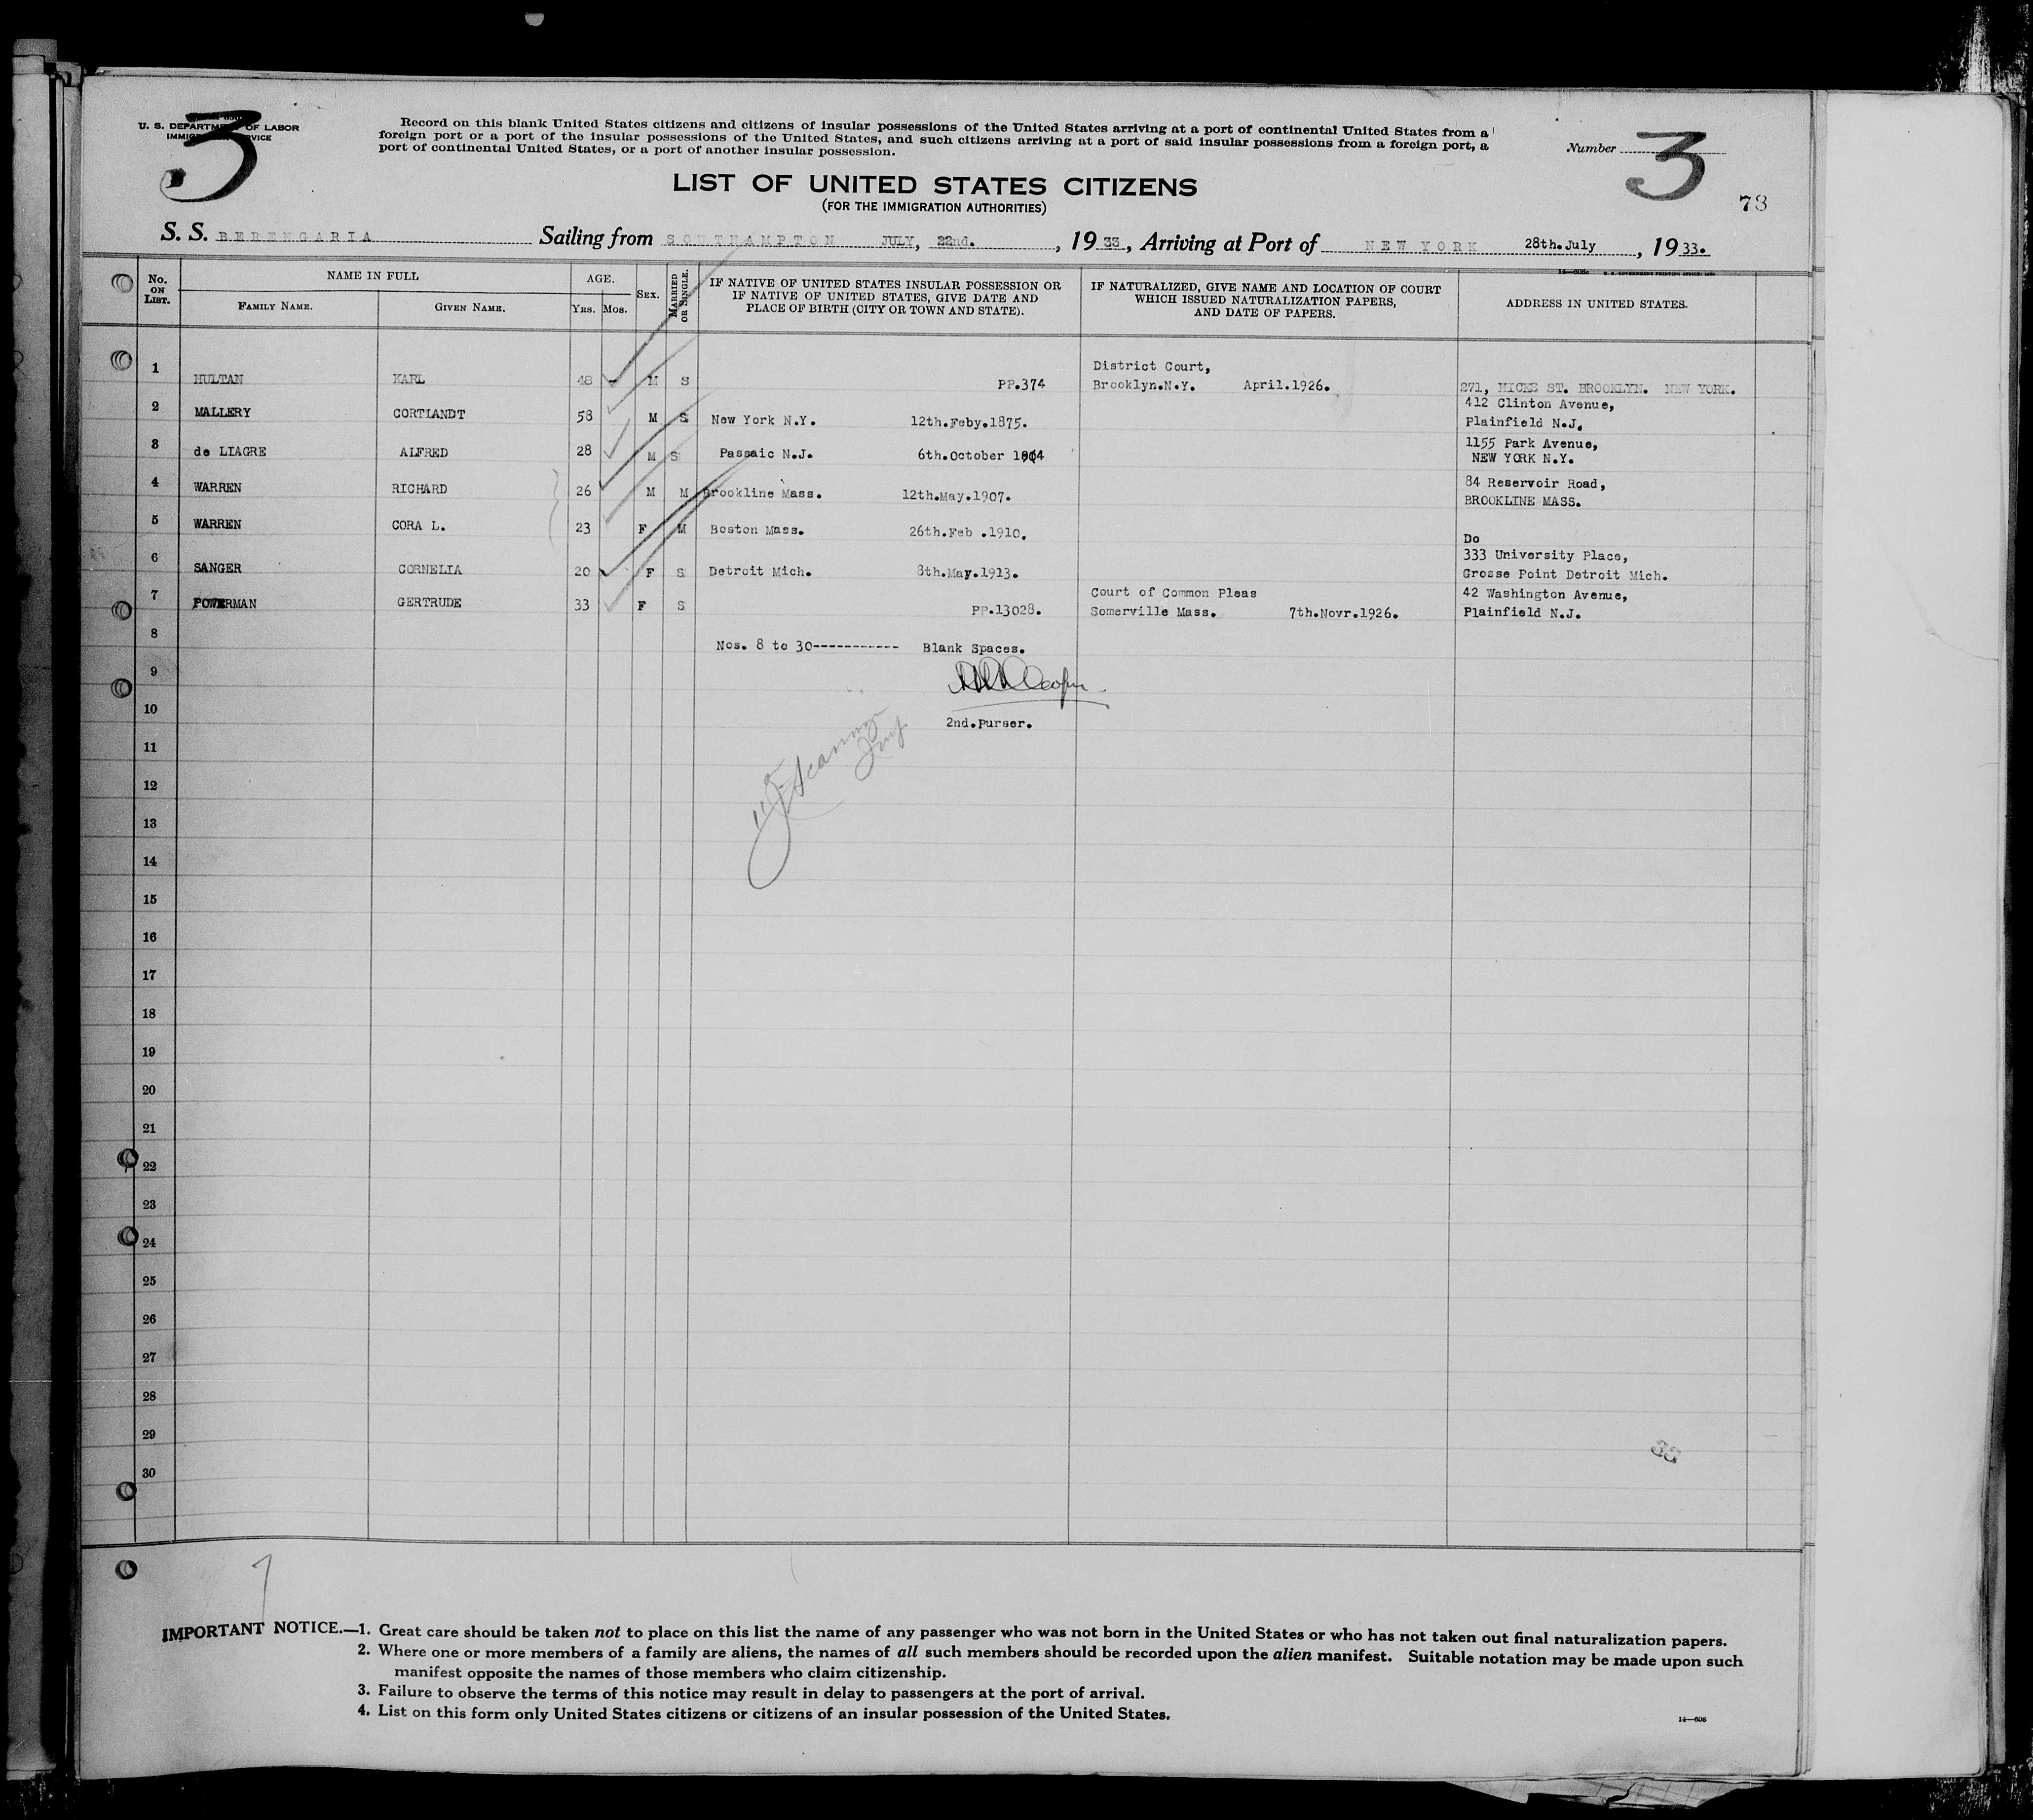 3
U. S. DEPARTMENT OF LABOR
IMMIGRATION SERVICE
Record on this blank United States citizens and citizens of insular possessions of the United States arriving at a port of continental United States from a
foreign port or a port of the insular possessions of the United States, and such citizens arriving at a port of said insular possessions from a foreign port, a
port of continental United States, or a port of another insular possession.
Number 3
78
LIST OF UNITED STATES CITIZENS
(FOR THE IMMIGRATION AUTHORITIES)
S. S. BERENGARIA Sailing from SOUTHAMPTON JULY, 22nd. , 19 33, Arriving at Port of NEW YORK 28th.July , 19 33.
No. ON LIST. NAME IN FULL AGE. SEX. MARRIED OR SINGLE. IF NATIVE OF UNITED STATES INSULAR POSSESSION OR IF NATIVE OF UNITED STATES, GIVE DATE AND PLACE OF BIRTH (CITY OR TOWN AND STATE). IF NATURALIZED, GIVE NAME AND LOCATION OF COURT WHICH ISSUED NATURALIZATION PAPERS, AND DATE OF PAPERS. ADDRESS IN UNITED STATES.
FAMILY NAME. GIVEN NAME. YRS. MOS.
District Court,
1 HULTAN KARL 48 - M S PP.374 Brooklyn.N.Y. April.1926. 271, HICKS ST. BROOKLYN. NEW YORK.
412 Clinton Avenue,
2 MALLERY CORTLANDT 58 M S New York N.Y. 12th.Feby.1875. Plainfield N.J.
1155 Park Avenue,
3 de LIAGRE ALFRED 28 M S Passaic N.J. 6th.October 1904 NEW YORK N.Y.
84 Reservoir Road,
4 WARREN RICHARD 26 M M Brookline Mass. 12th.May.1907. BROOKLINE MASS.
5 WARREN CORA L. 23 F M Boston Mass. 26th.Feb .1910. Do
333 University Place,
6 SANGER CORNELIA 20 F S Detroit Mich. 8th.May.1913. Grosse Point Detroit Mich.
Court of Common Pleas 42 Washington Avenue,
7 POWERMAN GERTRUDE 33 F S PP.13028. Somerville Mass. 7th.Novr.1926. Plainfield N.J.
8 Nos. 8 to 30----------- Blank Spaces.
9
10 2nd.Purser.
11
12
13
14
15
16
17
18
19
20
21
22
23
24
25
26
27
28
29
30
7
IMPORTANT NOTICE.—1. Great care should be taken not to place on this list the name of any passenger who was not born in the United States or who has not taken out final naturalization papers.
2. Where one or more members of a family are aliens, the names of all such members should be recorded upon the alien manifest. Suitable notation may be made upon such
manifest opposite the names of those members who claim citizenship.
3. Failure to observe the terms of this notice may result in delay to passengers at the port of arrival.
4. List on this form only United States citizens or citizens of an insular possession of the United States.
14—608